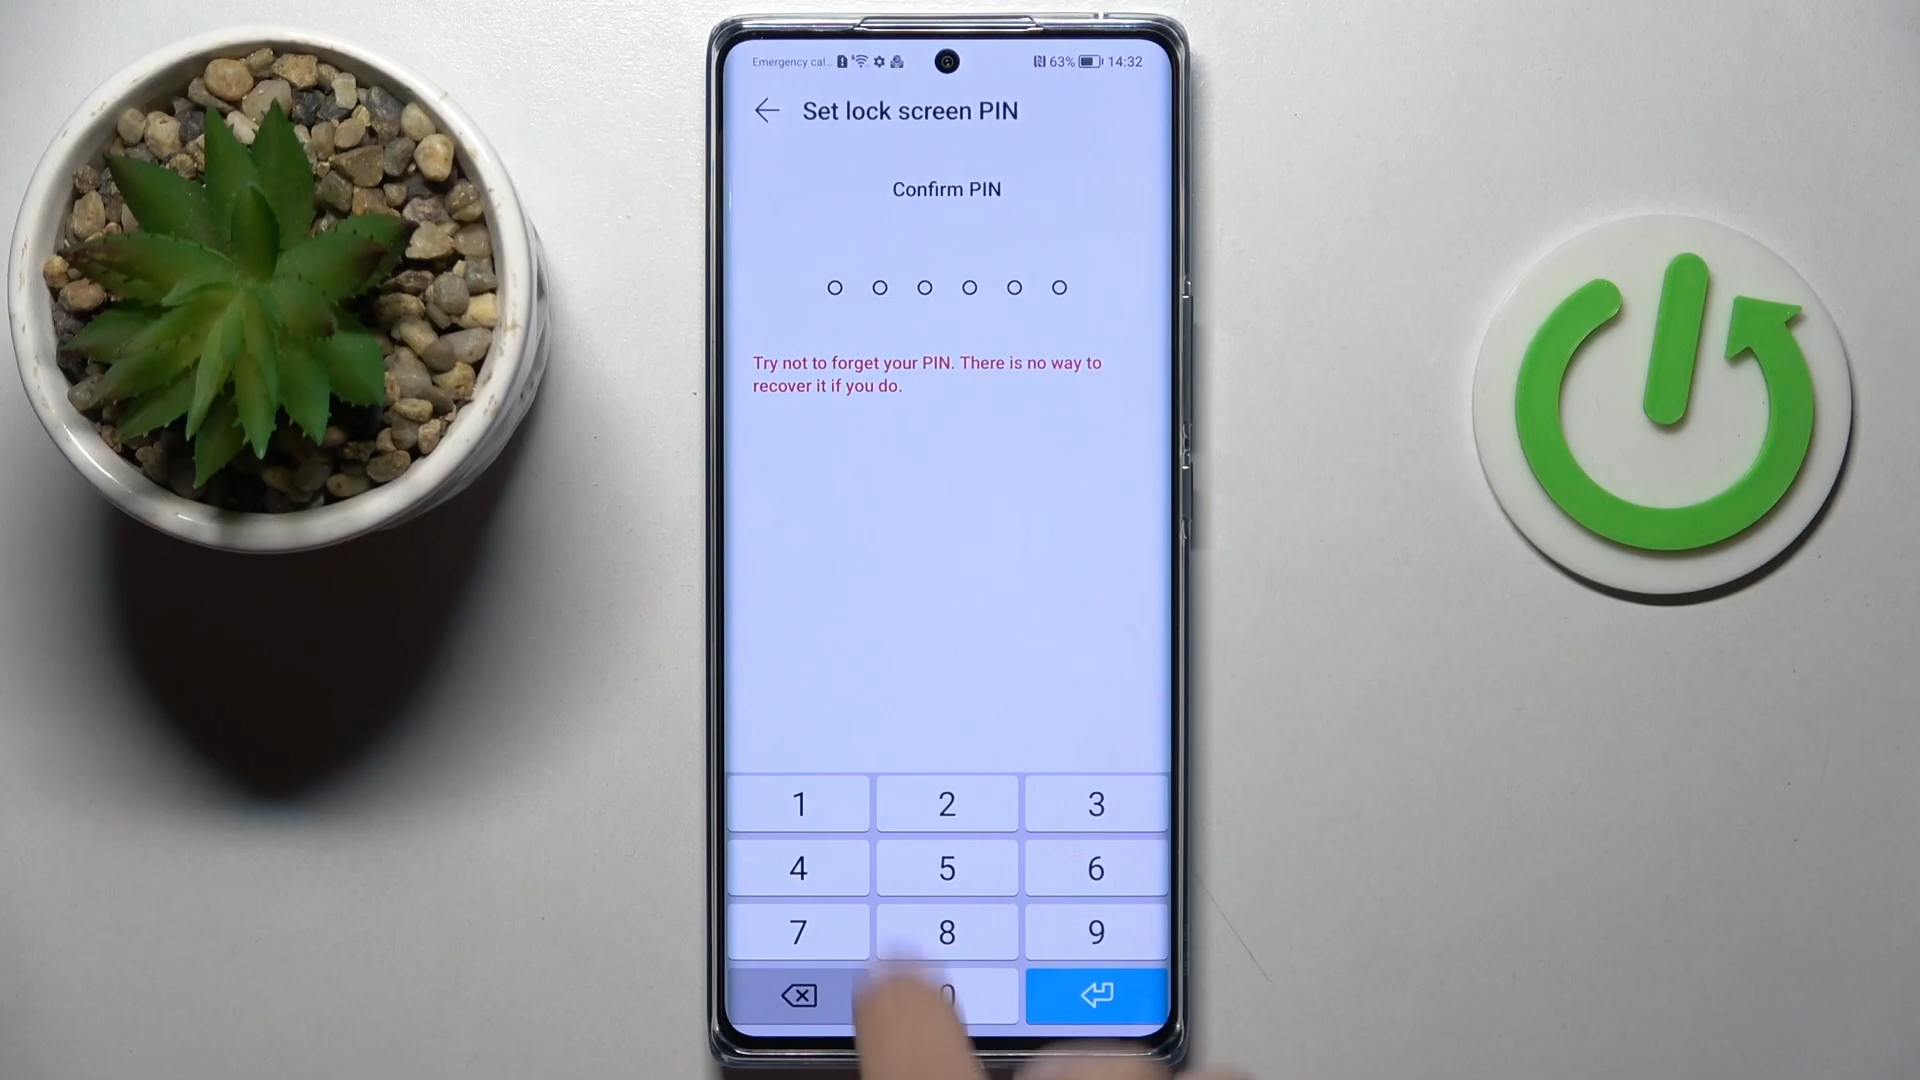 Emergency cal... 63% 14:32
Set lock screen PIN
Confirm PIN
Try not to forget your PIN. There is no way to
recover it if you do.
1 2 3
4 5 6
7 8 9
0